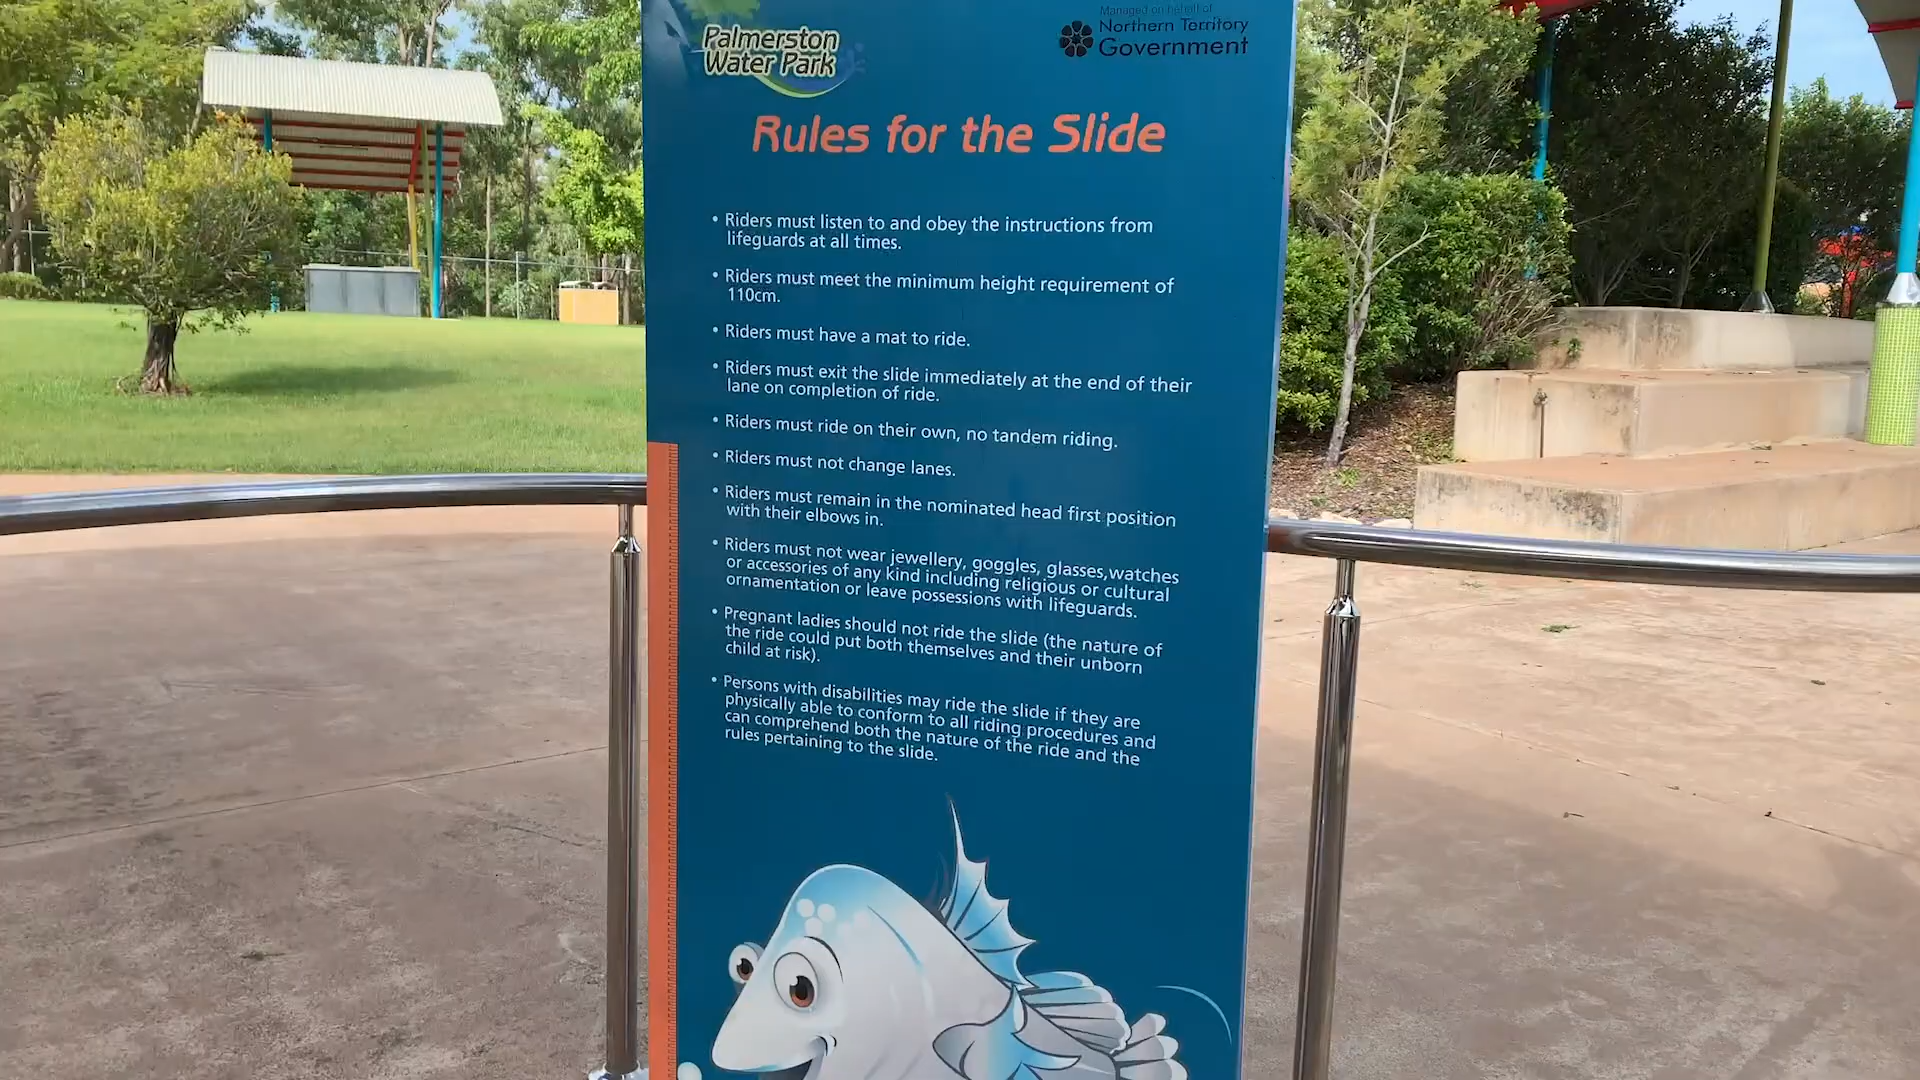 Palmerston
Water Park
Managed on behalf of
Northern Territory
Government
Rules for the Slide
• Riders must listen to and obey the instructions from
lifeguards at all times.
• Riders must meet the minimum height requirement of
110cm.
• Riders must have a mat to ride.
• Riders must exit the slide immediately at the end of their
lane on completion of ride.
• Riders must ride on their own, no tandem riding.
• Riders must not change lanes.
• Riders must remain in the nominated head first position
with their elbows in.
• Riders must not wear jewellery, goggles, glasses,watches
or accessories of any kind including religious or cultural
ornamentation or leave possessions with lifeguards.
• Pregnant ladies should not ride the slide (the nature of
the ride could put both themselves and their unborn
child at risk).
• Persons with disabilities may ride the slide if they are
physically able to conform to all riding procedures and
can comprehend both the nature of the ride and the
rules pertaining to the slide.